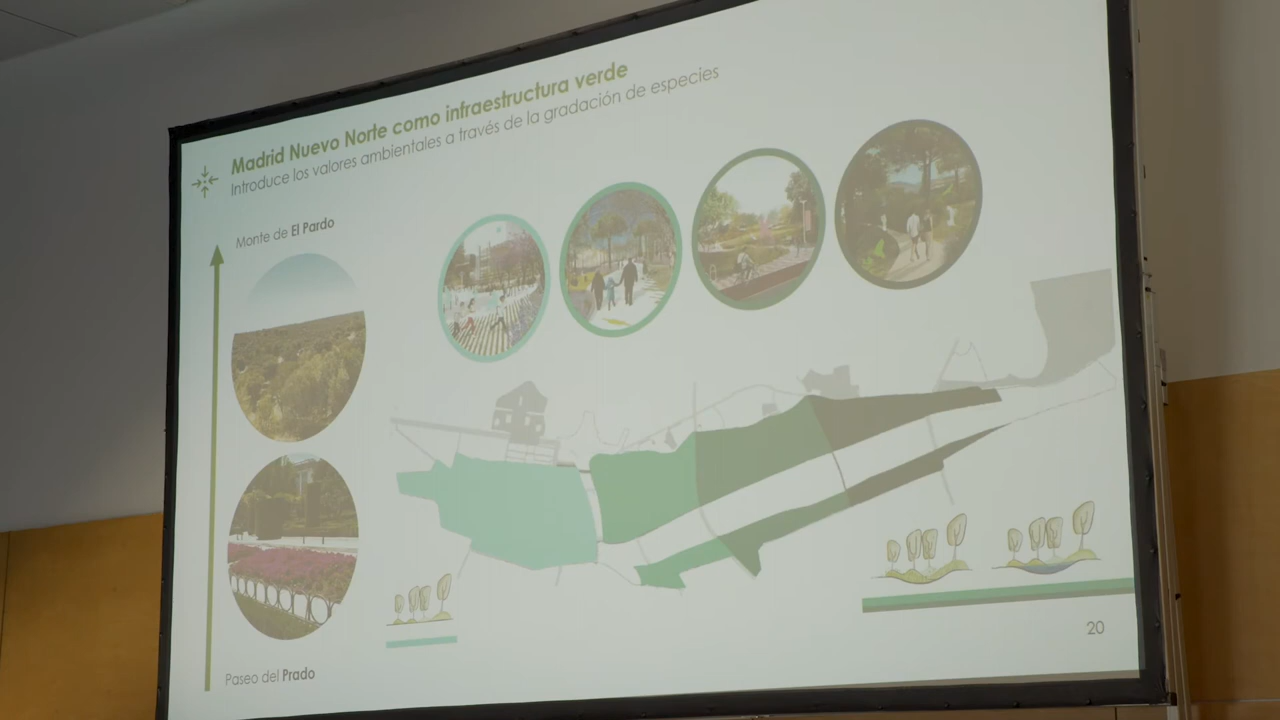 Madrid Nuevo Norte como infraestructura verde
Introduce los valores ambientales a través de la gradación de especies
Monte de El Pardo
Paseo del Prado
20